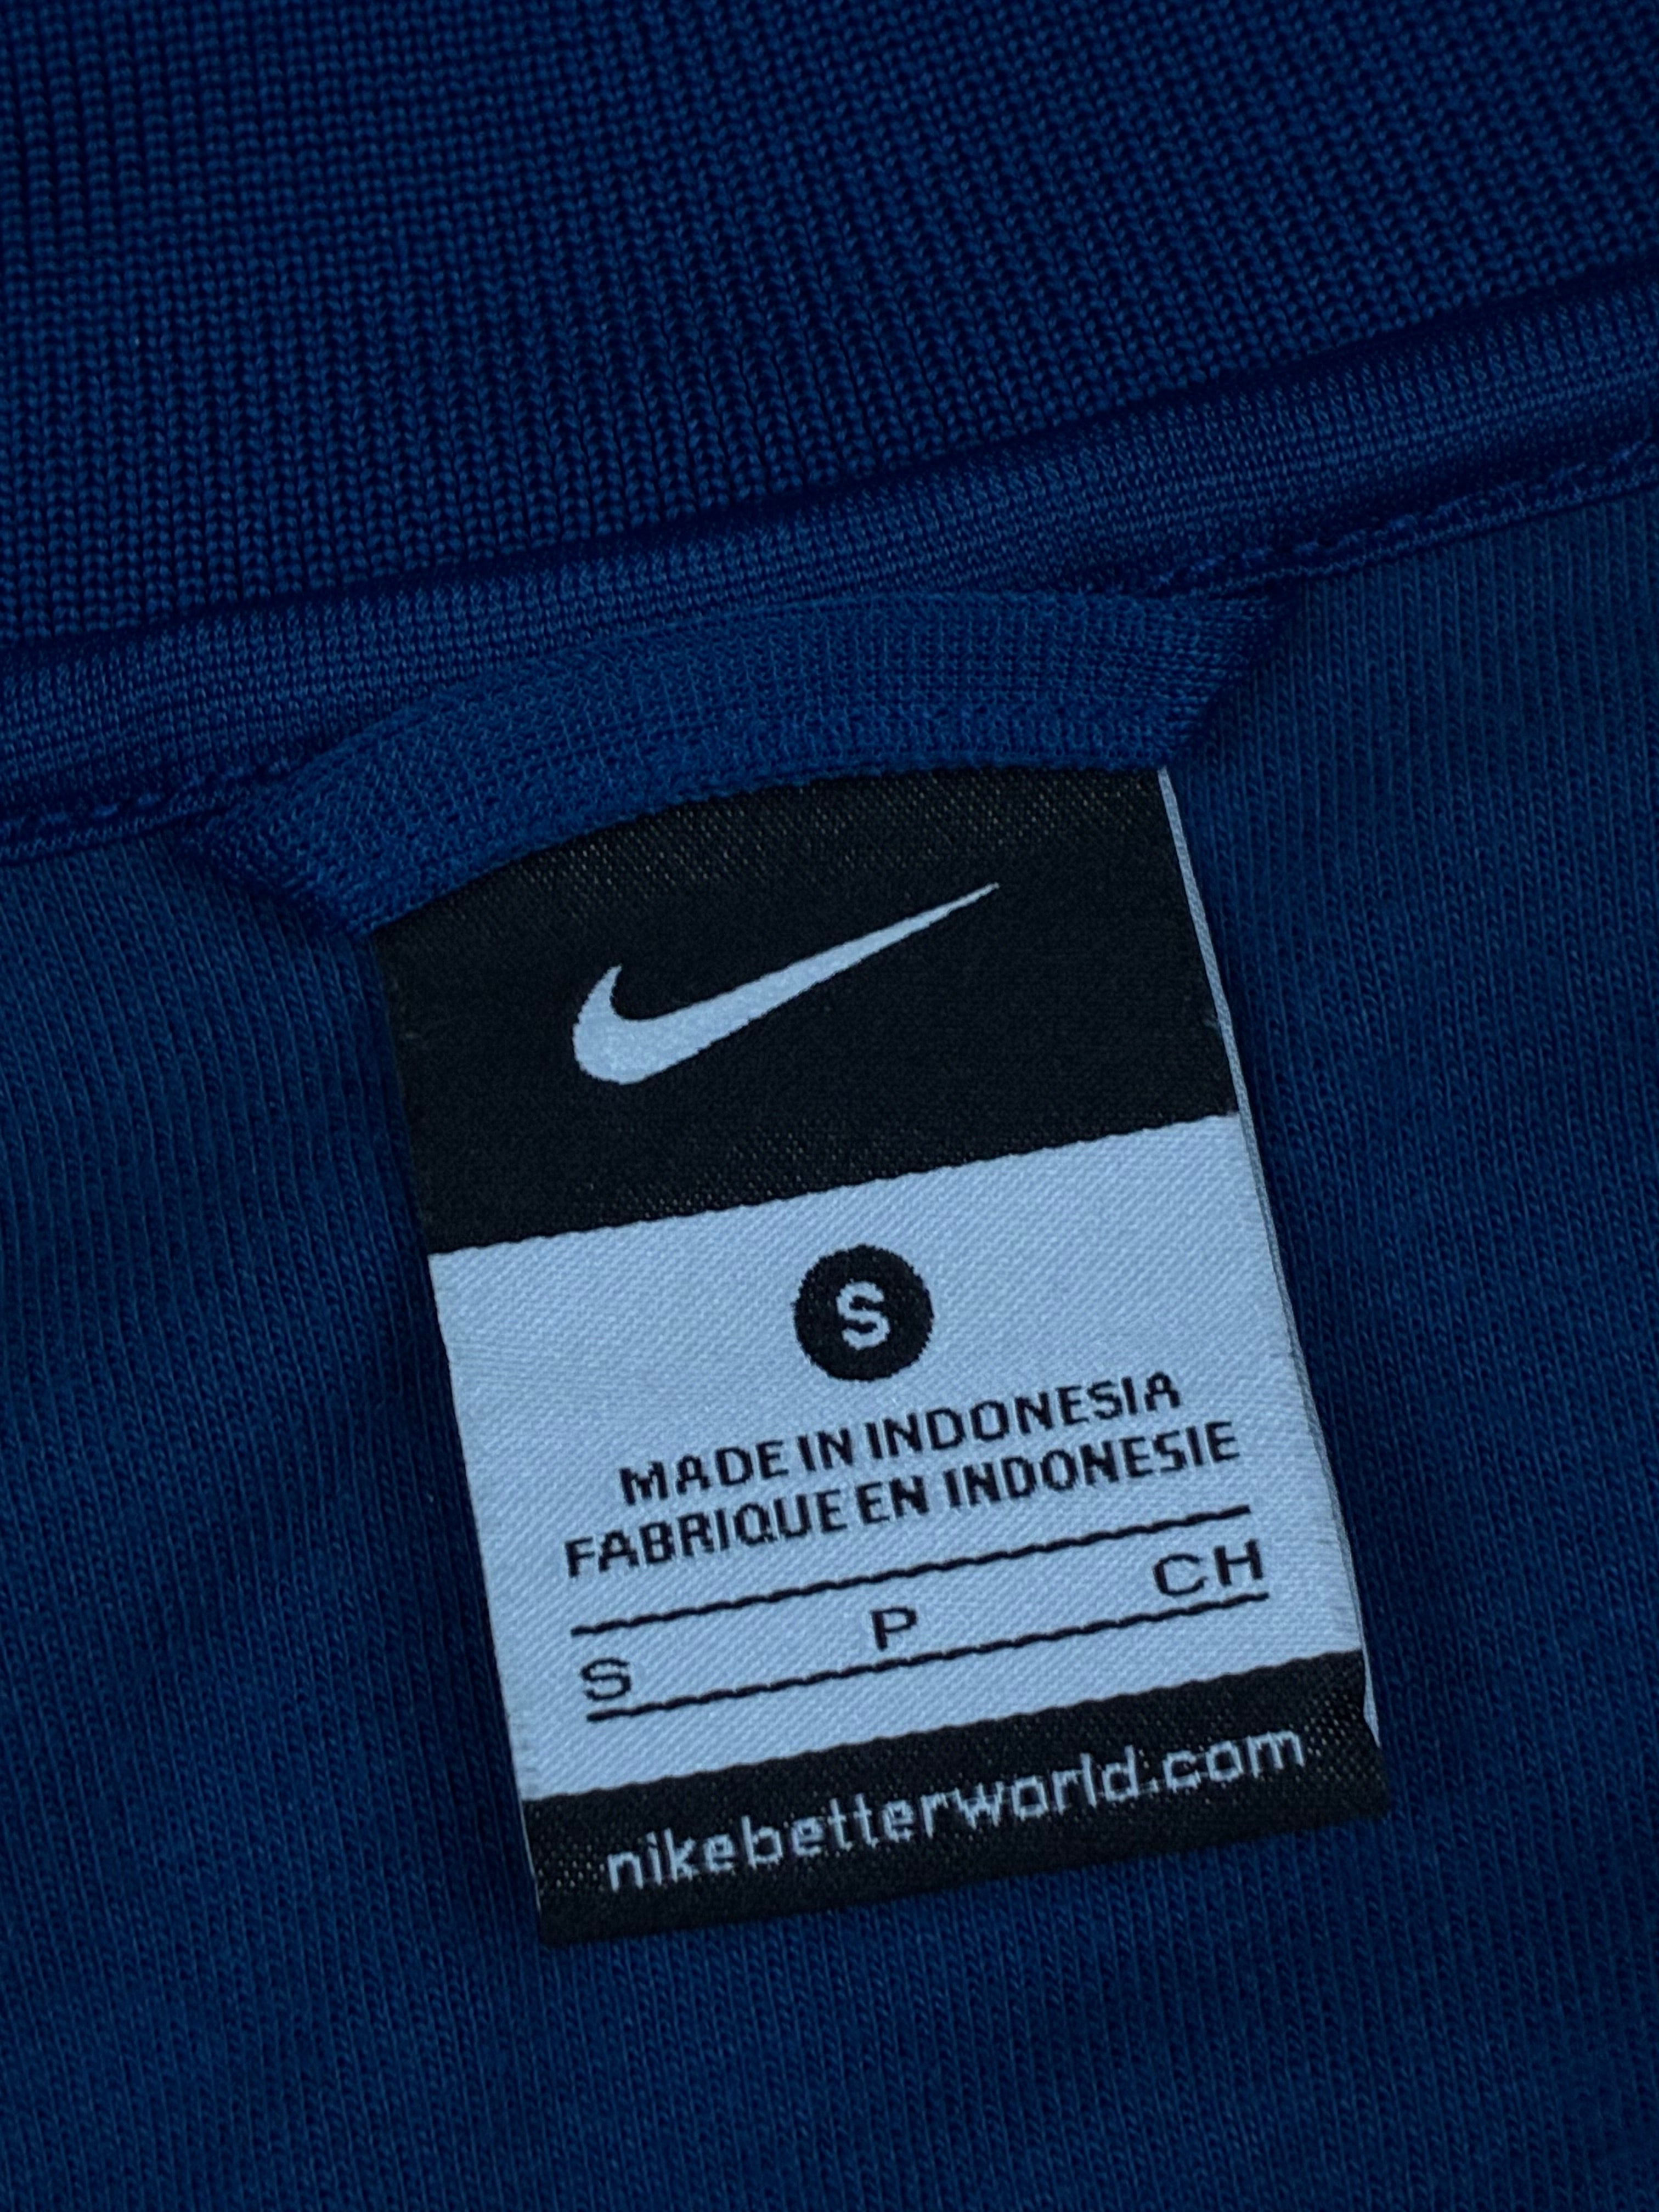 S
MADE IN INDONESIA
FABRIQUE EN INDONESIE
S P CH
nikebetterworld.com